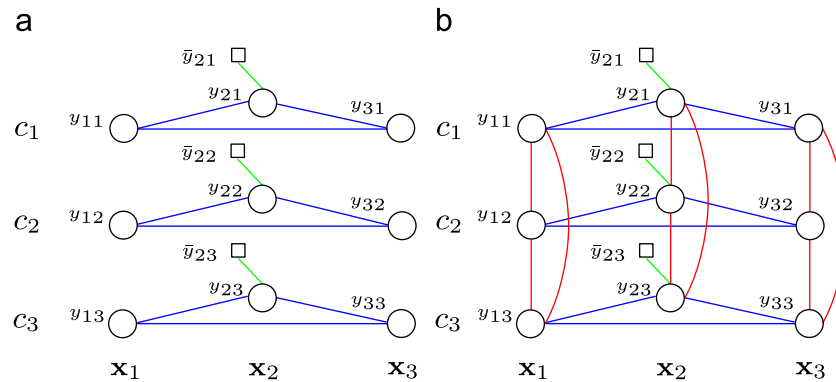 a
ȳ₂₁
y₂₁
y₁₁
y₃₁
c₁
ȳ₂₂
y₂₂
y₁₂
y₃₂
c₂
ȳ₂₃
y₂₃
y₁₃
y₃₃
c₃
x₁ x₂ x₃
b
ȳ₂₁
y₂₁
y₁₁
y₃₁
c₁
ȳ₂₂
y₂₂
y₁₂
y₃₂
c₂
ȳ₂₃
y₂₃
y₁₃
y₃₃
c₃
x₁ x₂ x₃